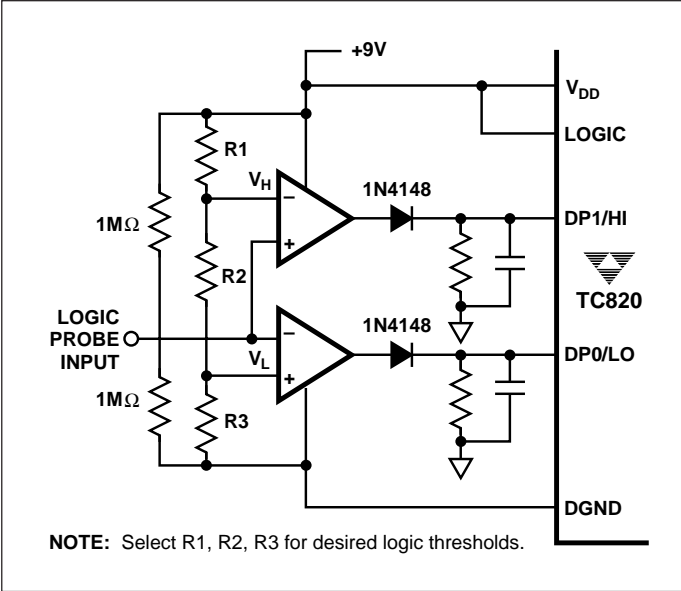 +9V
V_DD
LOGIC
R1
V_H
1N4148
−
+
DP1/HI
1MΩ
R2
TC820
LOGIC
PROBE
INPUT
1N4148
−
V_L
+
DP0/LO
1MΩ
R3
DGND
NOTE: Select R1, R2, R3 for desired logic thresholds.